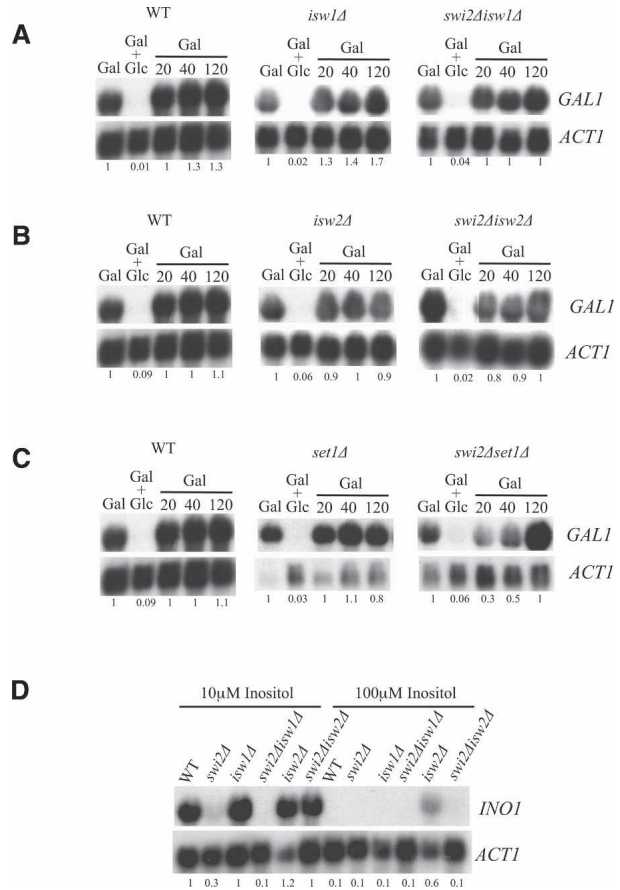 A
WT
isw1Δ
swi2Δisw1Δ
Gal Gal + Glc Gal 20 40 120
Gal Gal + Glc Gal 20 40 120
Gal Gal + Glc Gal 20 40 120
GAL1
ACT1
1 0.01 1 1.3 1.3
1 0.02 1.3 1.4 1.7
1 0.04 1 1 1
B
WT
isw2Δ
swi2Δisw2Δ
Gal Gal + Glc Gal 20 40 120
Gal Gal + Glc Gal 20 40 120
Gal Gal + Glc Gal 20 40 120
GAL1
ACT1
1 0.09 1 1 1.1
1 0.06 0.9 1 0.9
1 0.02 0.8 0.9 1
C
WT
set1Δ
swi2Δset1Δ
Gal Gal + Glc Gal 20 40 120
Gal Gal + Glc Gal 20 40 120
Gal Gal + Glc Gal 20 40 120
GAL1
ACT1
1 0.09 1 1 1.1
1 0.03 1 1.1 0.8
1 0.06 0.3 0.5 1
D
10μM Inositol 100μM Inositol
WT swi2Δ isw1Δ swi2Δisw1Δ isw2Δ swi2Δisw2Δ WT swi2Δ isw1Δ swi2Δisw1Δ isw2Δ swi2Δisw2Δ
INO1
ACT1
1 0.3 1 0.1 1.2 1 0.1 0.1 0.1 0.1 0.6 0.1